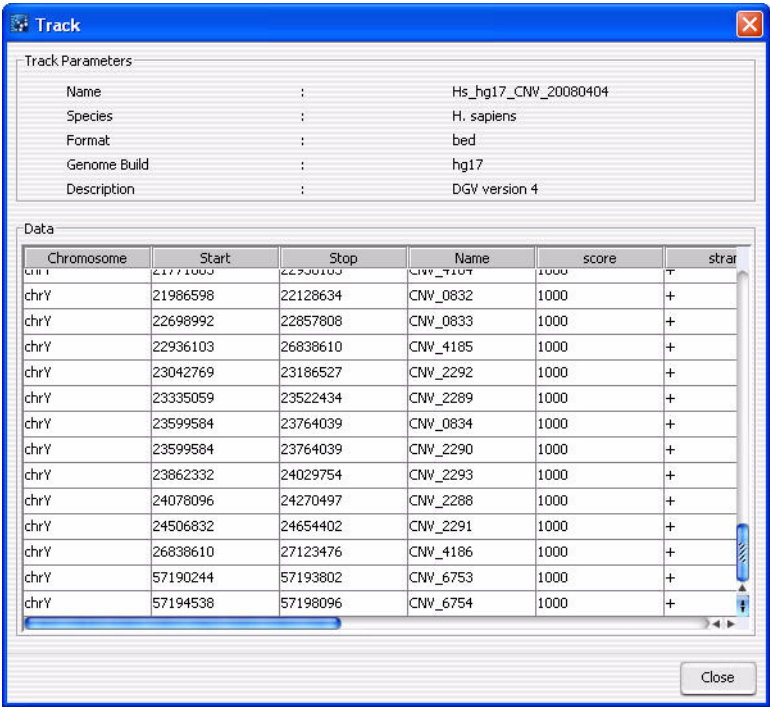 Track
Track Parameters
Name : Hs_hg17_CNV_20080404
Species : H. sapiens
Format : bed
Genome Build : hg17
Description : DGV version 4
Data
Chromosome Start Stop Name score stran
chrY 21986598 22128634 CNV_0832 1000 +
chrY 22698992 22857808 CNV_0833 1000 +
chrY 22936103 26838610 CNV_4185 1000 +
chrY 23042769 23186527 CNV_2292 1000 +
chrY 23335059 23522434 CNV_2289 1000 +
chrY 23599584 23764039 CNV_0834 1000 +
chrY 23599584 23764039 CNV_2290 1000 +
chrY 23862332 24029754 CNV_2293 1000 +
chrY 24078096 24270497 CNV_2288 1000 +
chrY 24506832 24654402 CNV_2291 1000 +
chrY 26838610 27123476 CNV_4186 1000 +
chrY 57190244 57193802 CNV_6753 1000 +
chrY 57194538 57198096 CNV_6754 1000 +
Close